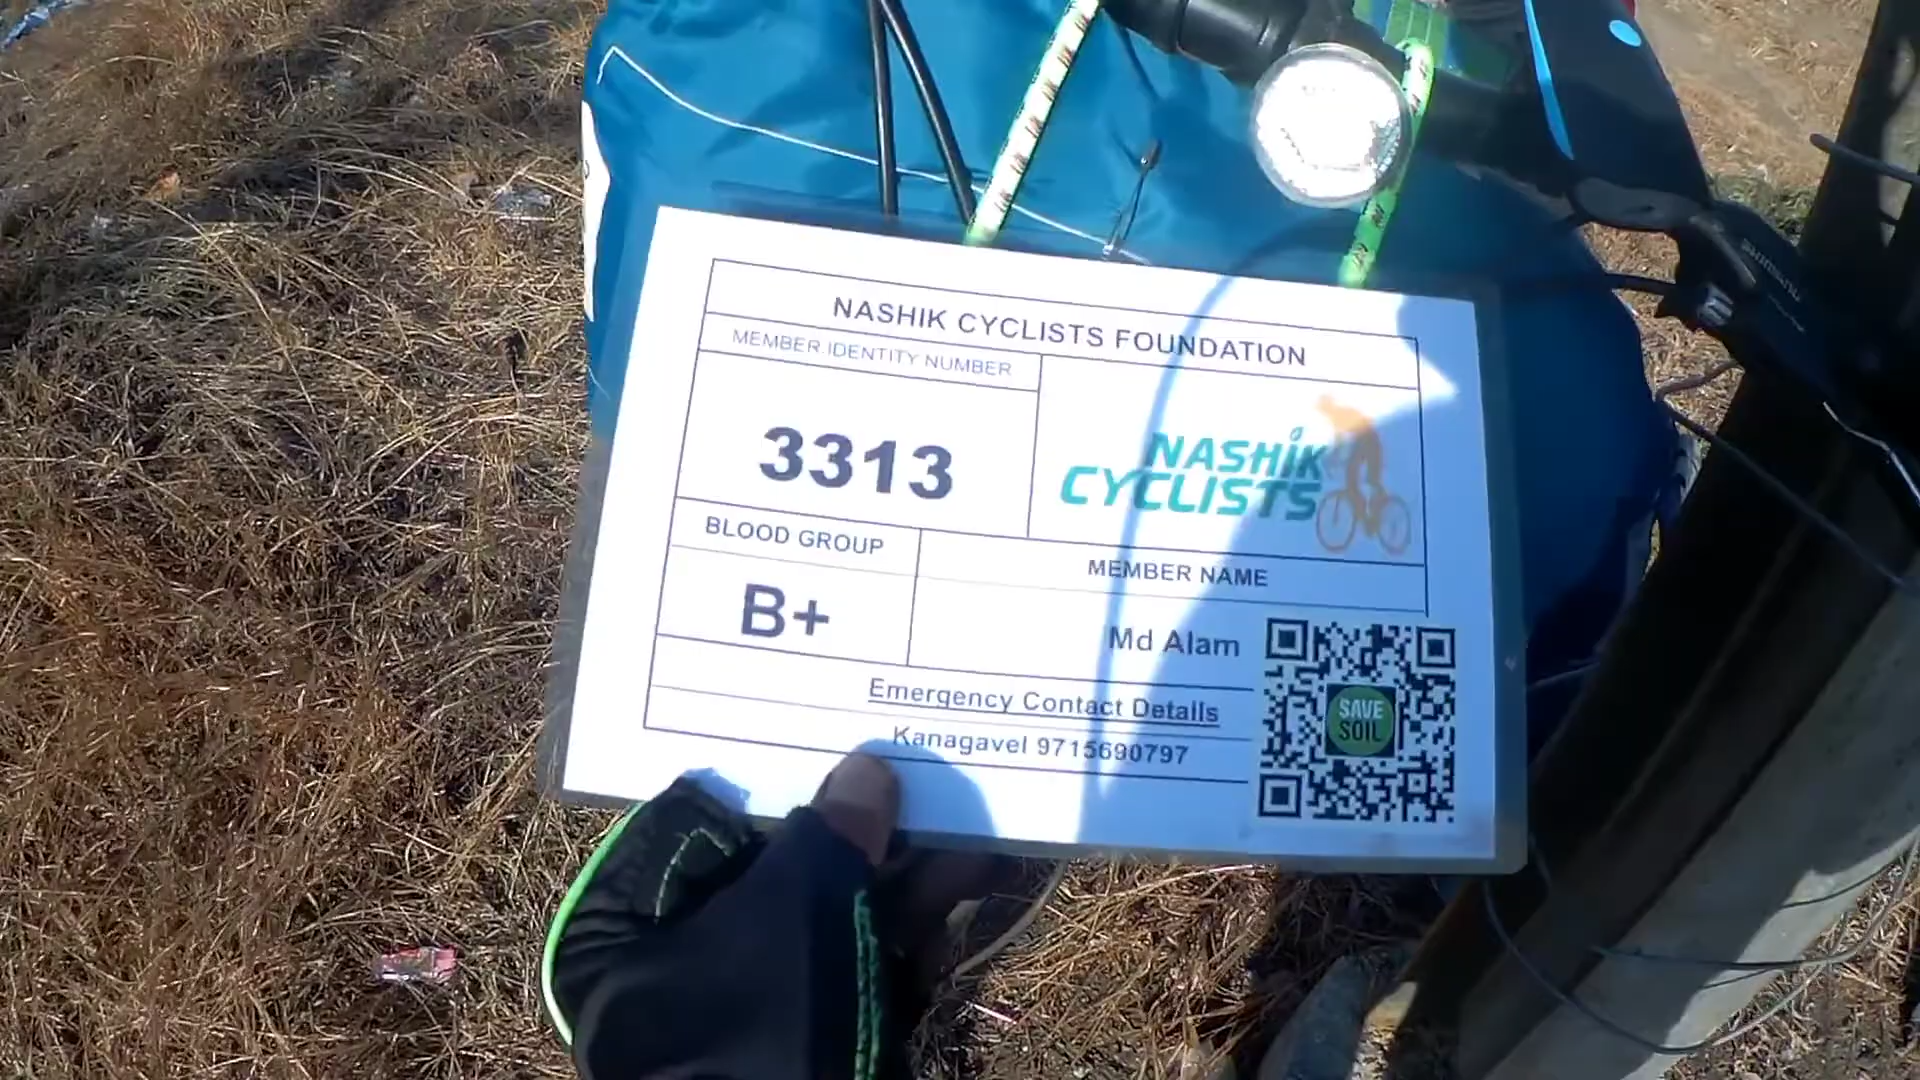 NASHIK CYCLISTS FOUNDATION
MEMBER IDENTITY NUMBER
3313
NASHIK
CYCLISTS
BLOOD GROUP
B+
MEMBER NAME
Md Alam
Emergency Contact Details
Kanagavel 9715690797
SAVE
SOIL
SHIMANO